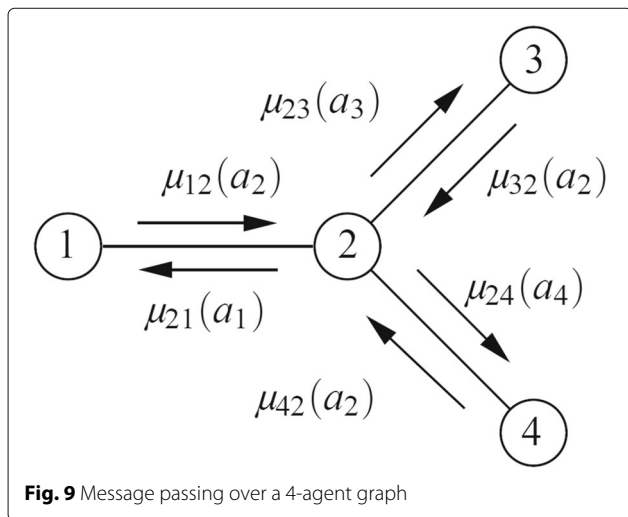 3
μ₂₃(a₃)
μ₁₂(a₂)
μ₃₂(a₂)
1
2
μ₂₁(a₁)
μ₂₄(a₄)
μ₄₂(a₂)
4
Fig. 9 Message passing over a 4-agent graph